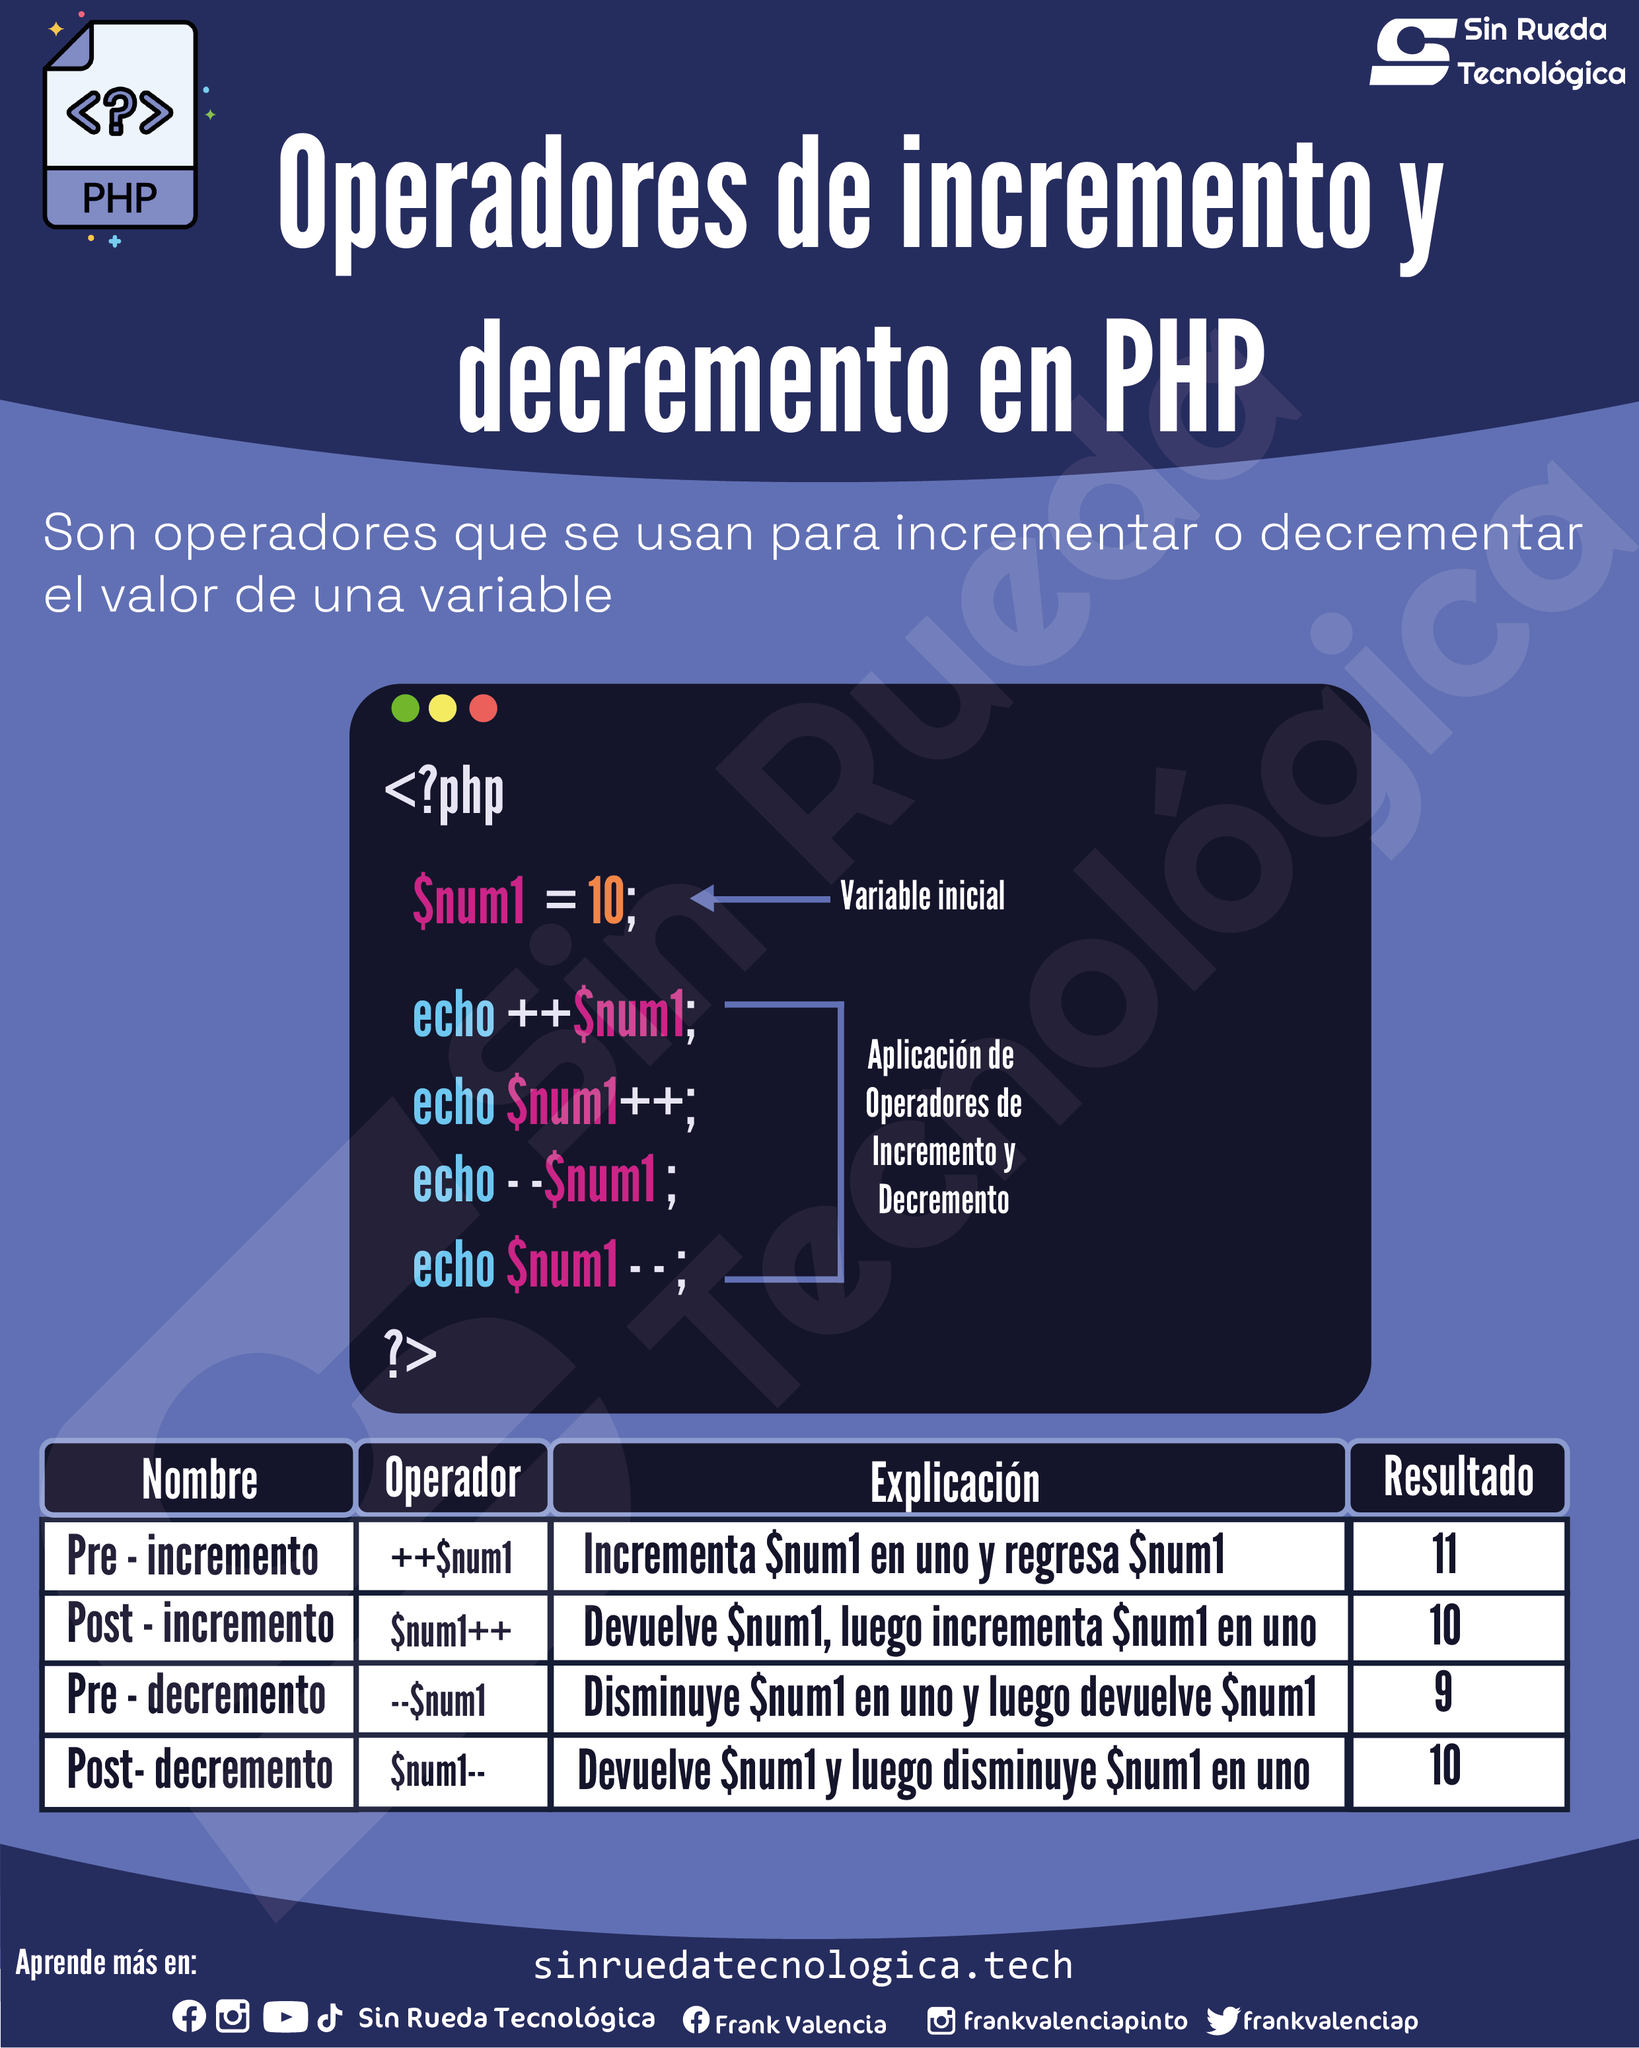 <?>
PHP
Sin Rueda
Tecnológica
Operadores de incremento y
decremento en PHP
Son operadores que se usan para incrementar o decrementar
el valor de una variable
<?php
$num1 = 10;
Variable inicial
echo ++$num1;
echo $num1++;
echo --$num1 ;
echo $num1 -- ;
Aplicación de
Operadores de
Incremento y
Decremento
?>
Sin Rueda
Tecnológica
Nombre Operador Explicación Resultado
Pre - incremento ++$num1 Incrementa $num1 en uno y regresa $num1 11
Post - incremento $num1++ Devuelve $num1, luego incrementa $num1 en uno 10
Pre - decremento --$num1 Disminuye $num1 en uno y luego devuelve $num1 9
Post- decremento $num1-- Devuelve $num1 y luego disminuye $num1 en uno 10
Aprende más en:
sinruedatecnologica.tech
Sin Rueda Tecnológica Frank Valencia frankvalenciapinto frankvalenciap